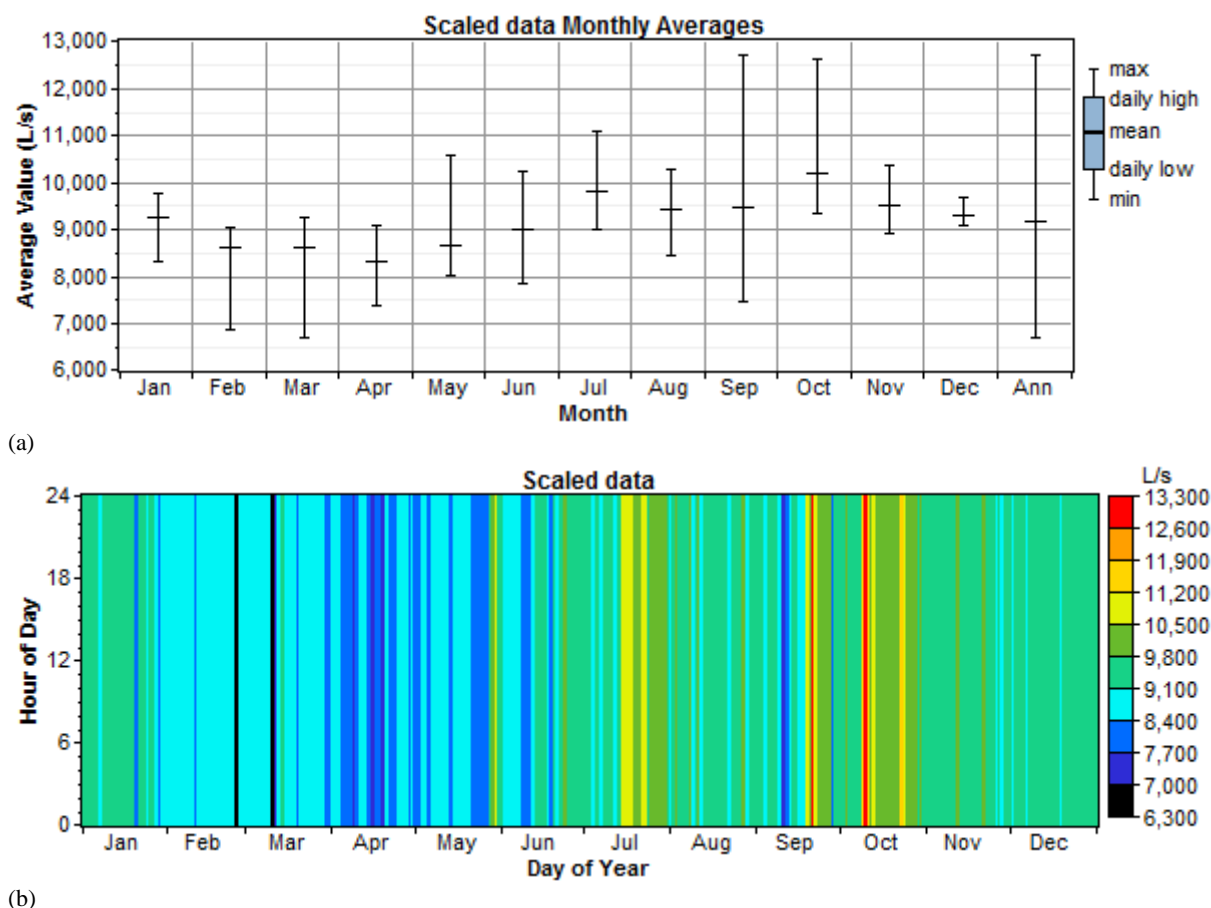 Scaled data Monthly Averages
13,000
12,000
11,000
10,000
9,000
8,000
7,000
6,000
Average Value (L/s)
Jan Feb Mar Apr May Jun Jul Aug Sep Oct Nov Dec Ann
Month
max
daily high
mean
daily low
min
(a)
Scaled data
24
18
12
6
0
Hour of Day
Jan Feb Mar Apr May Jun Jul Aug Sep Oct Nov Dec
Day of Year
L/s
13,300
12,600
11,900
11,200
10,500
9,800
9,100
8,400
7,700
7,000
6,300
(b)